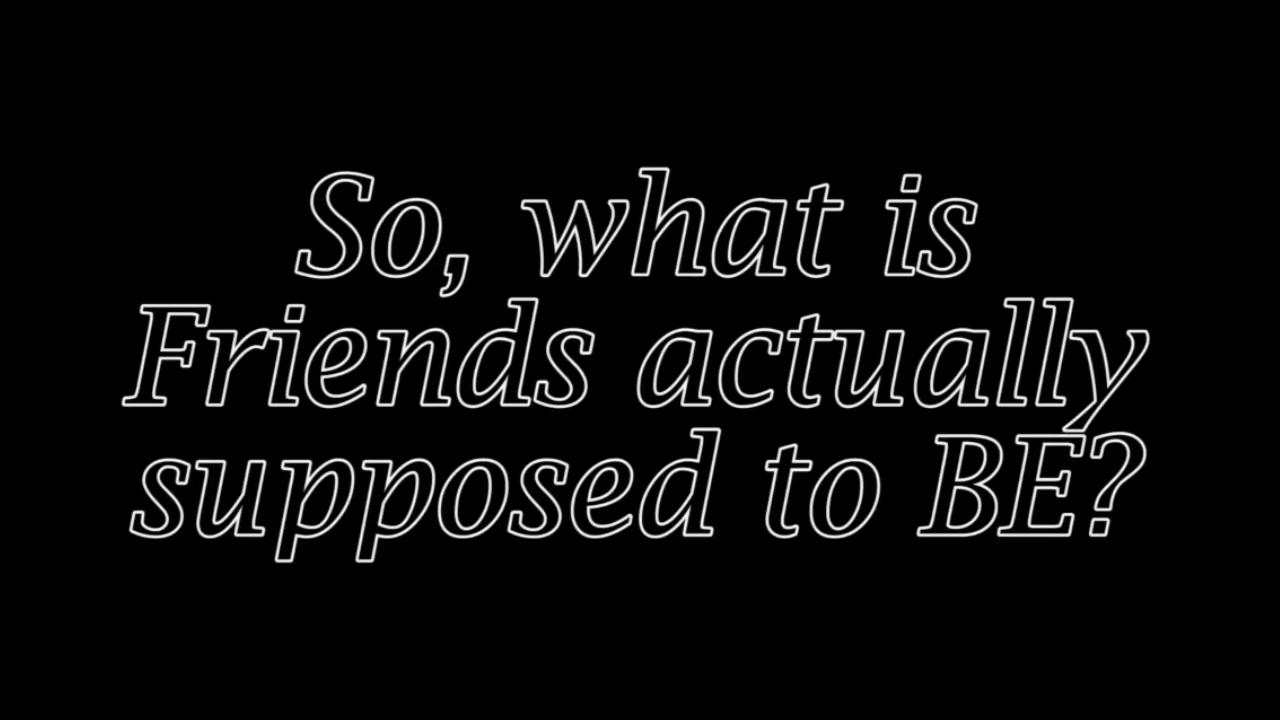 So, what is
Friends actually
supposed to BE?